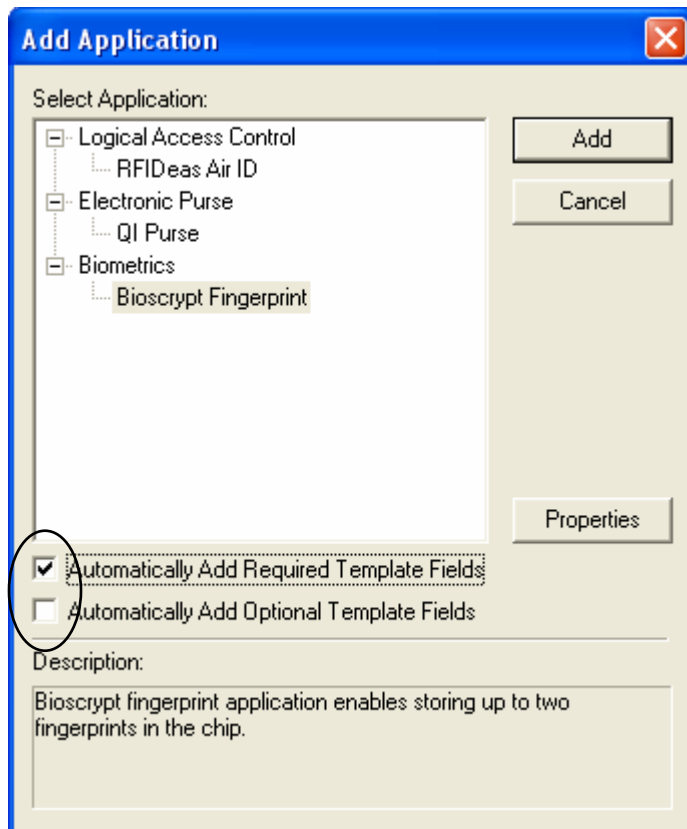 Add Application
Select Application:
Logical Access Control
RFIDeas Air ID
Electronic Purse
QI Purse
Biometrics
Bioscrypt Fingerprint
Add
Cancel
Properties
Automatically Add Required Template Fields
Automatically Add Optional Template Fields
Description:
Bioscrypt fingerprint application enables storing up to two
fingerprints in the chip.